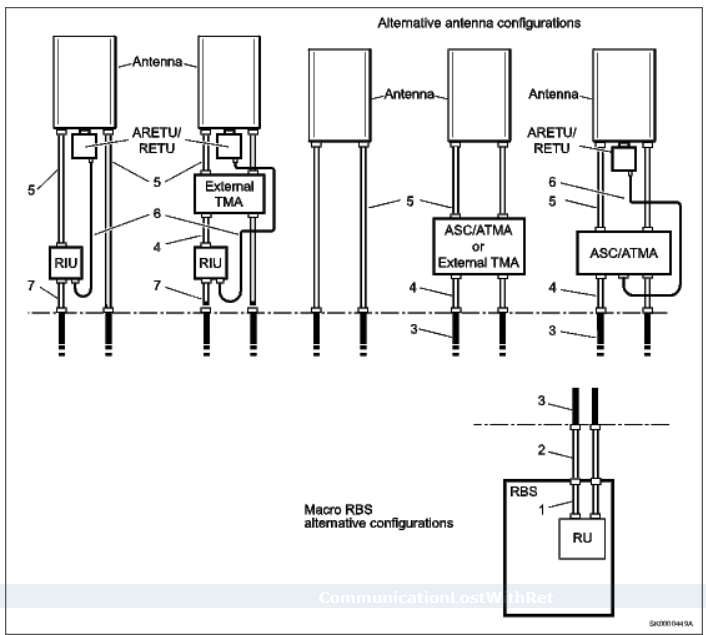 Alternative antenna configurations
Antenna
Antenna
Antenna
ARETU/
RETU
ARETU/
RETU
5
5
External
TMA
6
4
RIU
RIU
7
7
5
ASC/ATMA
or
External TMA
4
3
6
5
ASC/ATMA
4
3
3
2
RBS
1
RU
Macro RBS
alternative configurations
CommunicationLostWithRet
SK0000449A